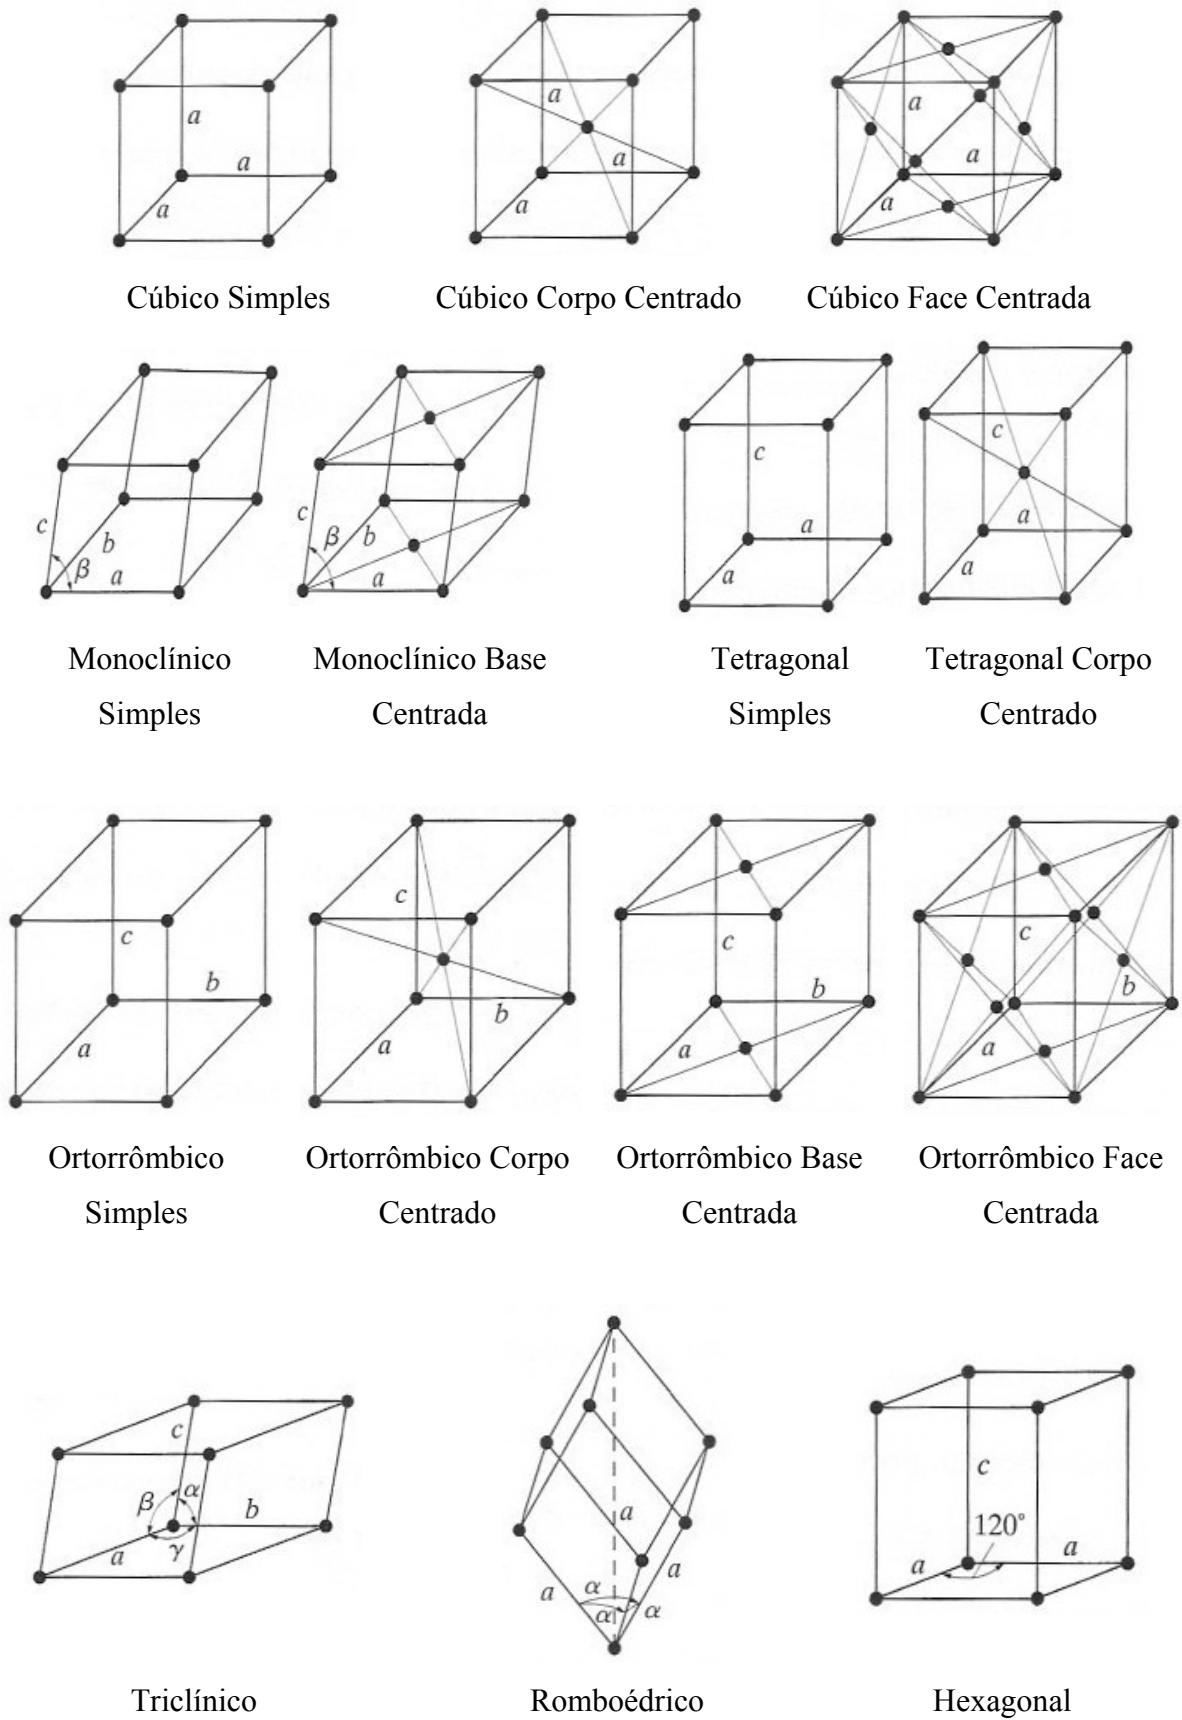 a
a
a
a
a
a
a
a
a
Cúbico Simples
Cúbico Corpo Centrado
Cúbico Face Centrada
c
β
b
a
c
β
b
a
c
a
a
c
a
a
Monoclínico
Simples
Monoclínico Base
Centrada
Tetragonal
Simples
Tetragonal Corpo
Centrado
c
b
a
c
b
a
c
b
a
c
b
a
Ortorrômbico
Simples
Ortorrômbico Corpo
Centrado
Ortorrômbico Base
Centrada
Ortorrômbico Face
Centrada
c
β
α
b
a
γ
a
a
a
α
α
α
c
120°
a
a
Triclínico
Romboédrico
Hexagonal